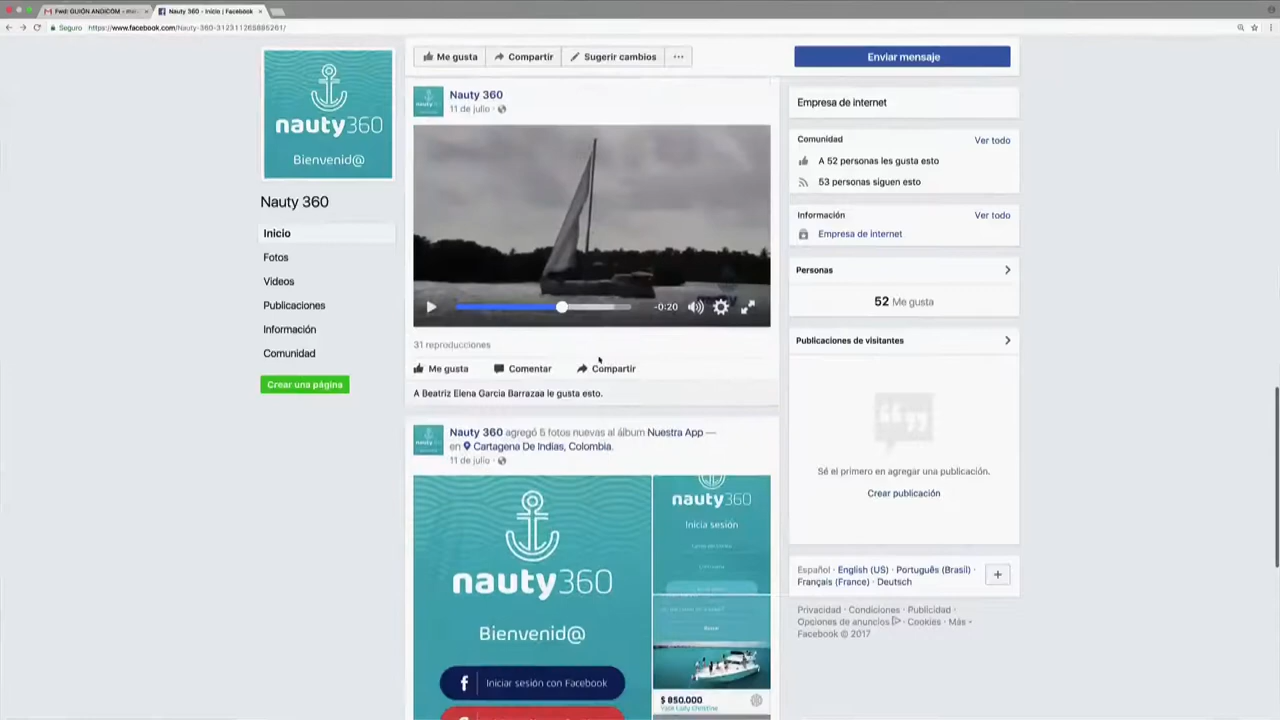 Fwd: GUIÓN ANDICOM
Nauty 360 - Inicio | Facebook
Seguro
https://www.facebook.com/Nauty-360-312311265895261/
nauty360
Bienvenid@
Nauty 360
Inicio
Fotos
Videos
Publicaciones
Información
Comunidad
Crear una página
Me gusta
Compartir
Sugerir cambios
Enviar mensaje
Nauty 360
11 de julio
-0:20
31 reproducciones
Me gusta
Comentar
Compartir
A Beatriz Elena Garcia Barrazaa le gusta esto.
Nauty 360 agregó 5 fotos nuevas al álbum Nuestra App —
en Cartagena De Indias, Colombia.
11 de julio
nauty360
Bienvenid@
Iniciar sesión con Facebook
nauty360
Inicia sesión
$ 850.000
Empresa de internet
Comunidad
Ver todo
A 52 personas les gusta esto
53 personas siguen esto
Información
Ver todo
Empresa de internet
Personas
52 Me gusta
Publicaciones de visitantes
Sé el primero en agregar una publicación.
Crear publicación
Español · English (US) · Português (Brasil) ·
Français (France) · Deutsch
Privacidad · Condiciones · Publicidad ·
Opciones de anuncios · Cookies · Más
Facebook © 2017